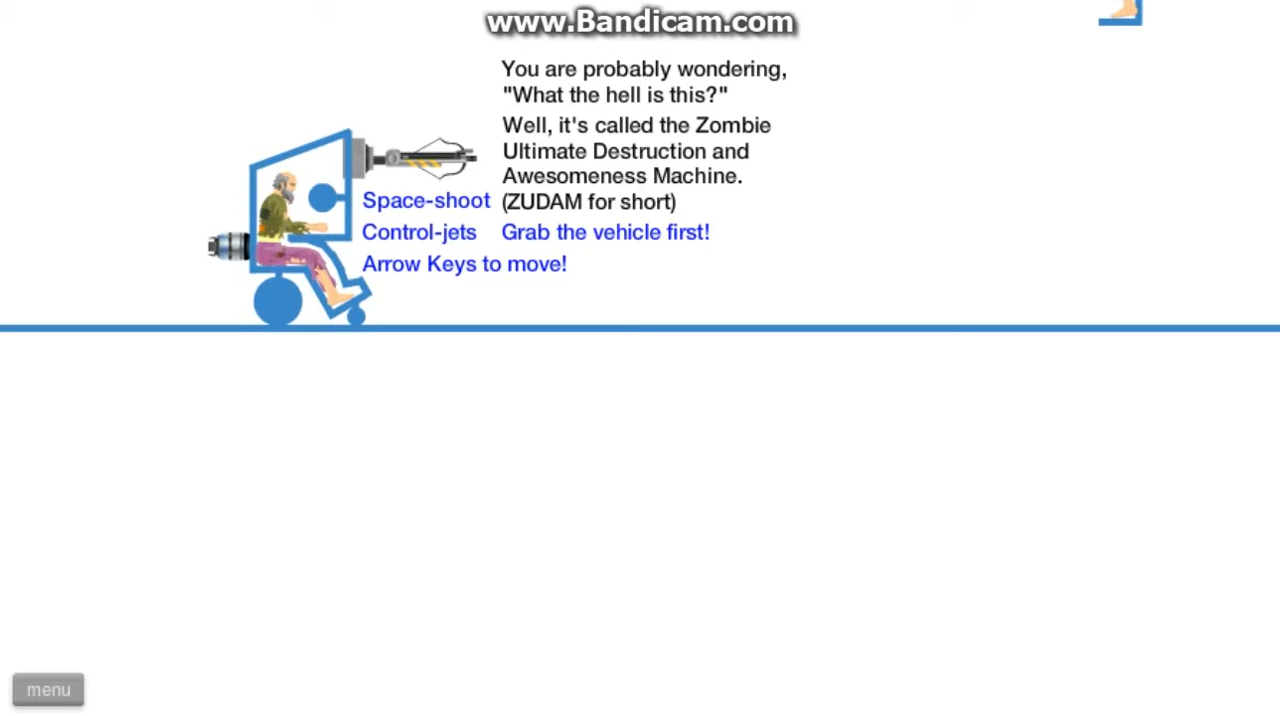 www.Bandicam.com
You are probably wondering,
"What the hell is this?"
Well, it's called the Zombie
Ultimate Destruction and
Awesomeness Machine.
(ZUDAM for short)
Space-shoot
Control-jets
Grab the vehicle first!
Arrow Keys to move!
menu